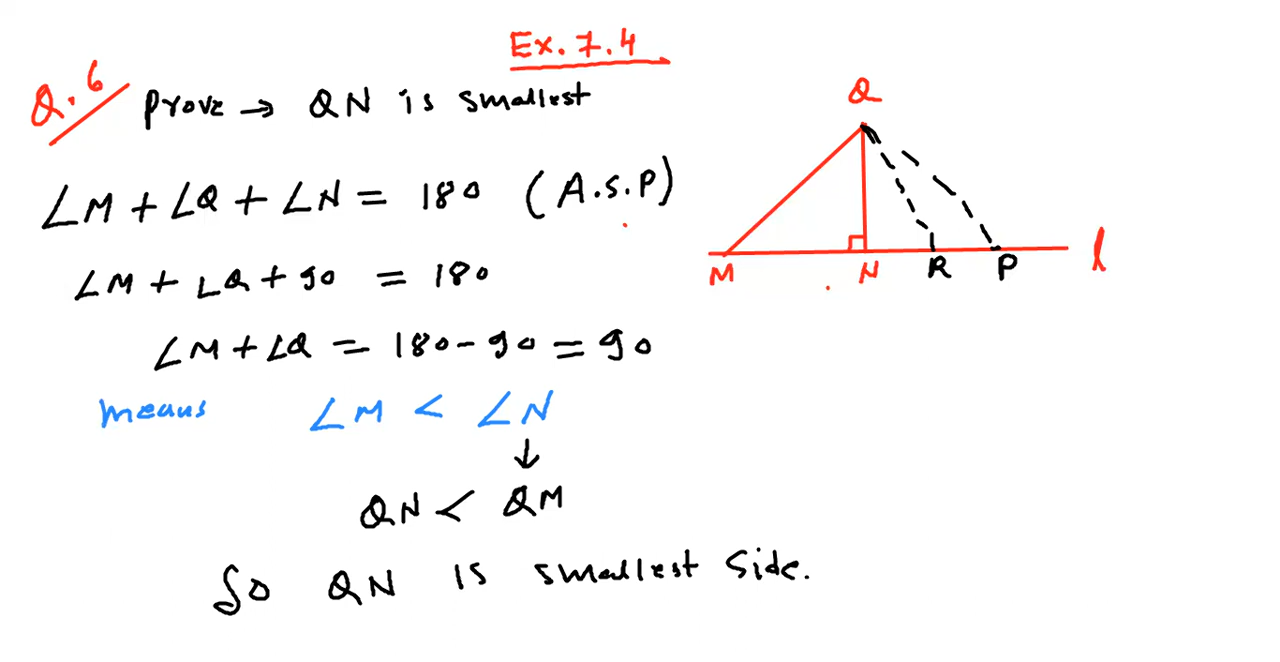 Ex. 7.4
Q.6 Prove → QN is smallest
∠M + ∠Q + ∠N = 180 (A.S.P)
∠M + ∠Q + 90 = 180
∠M + ∠Q = 180 - 90 = 90
means ∠M < ∠N
↓
QN < QM
So QN is smallest side.
Q
M N R P l